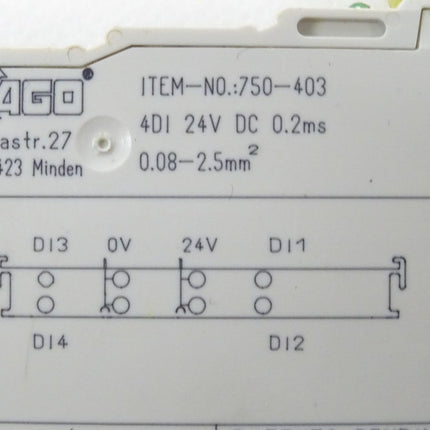 AGO®
ITEM-NO.:750-403
astr.27
4DI 24V DC 0.2ms
423 Minden
0.08-2.5mm²
DI3 0V 24V DI1
DI4 DI2